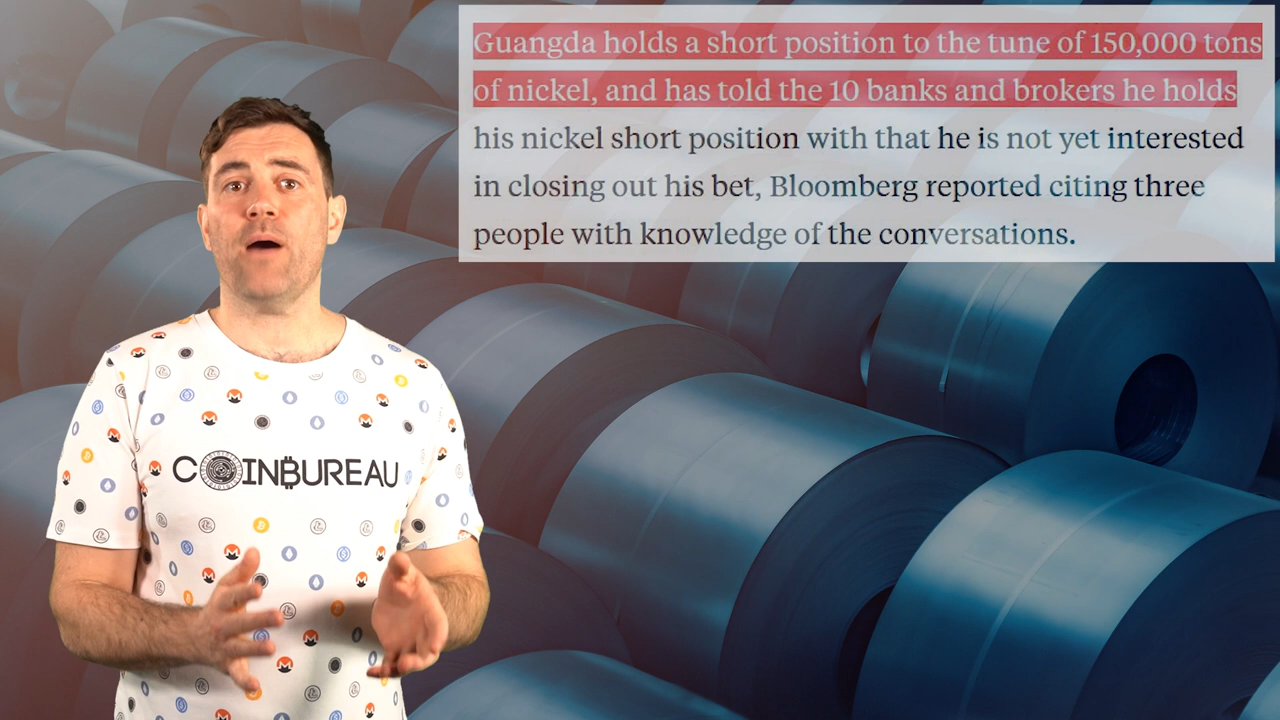 Guangda holds a short position to the tune of 150,000 tons
of nickel, and has told the 10 banks and brokers he holds
his nickel short position with that he is not yet interested
in closing out his bet, Bloomberg reported citing three
people with knowledge of the conversations.
COINBUREAU